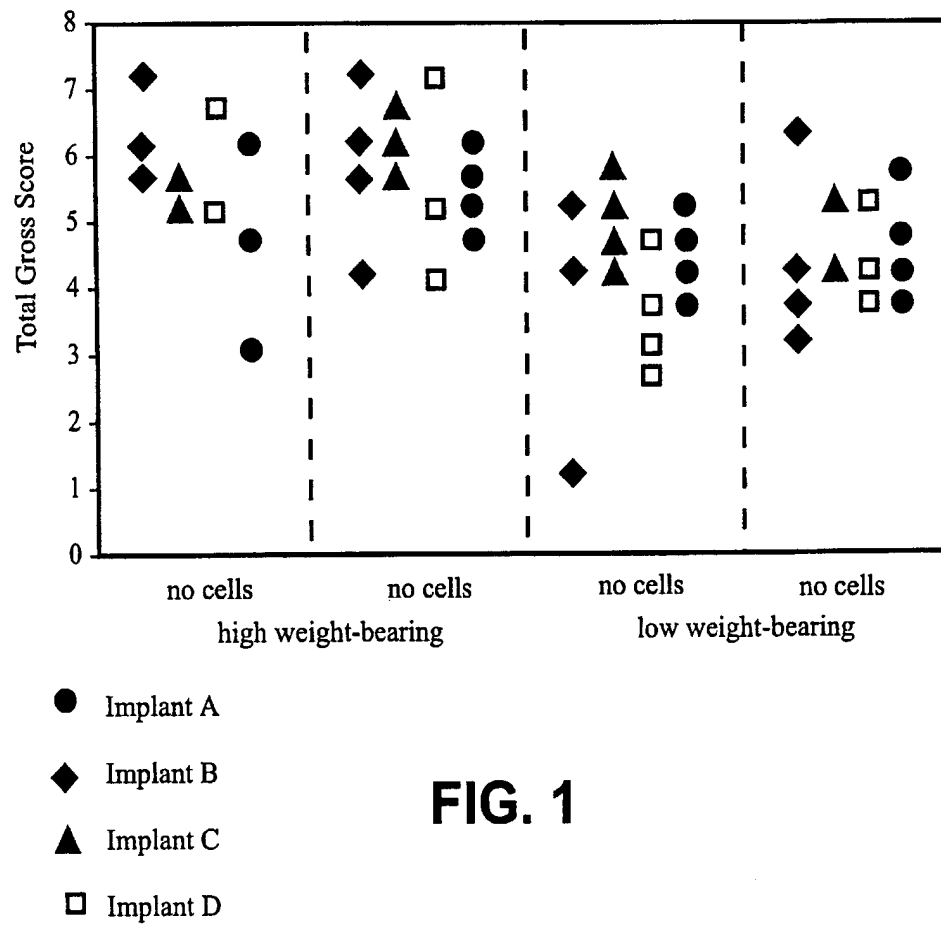 8
7
6
5
4
3
2
1
0
Total Gross Score
no cells no cells no cells no cells
high weight-bearing low weight-bearing
Implant A
Implant B
Implant C
Implant D
FIG. 1